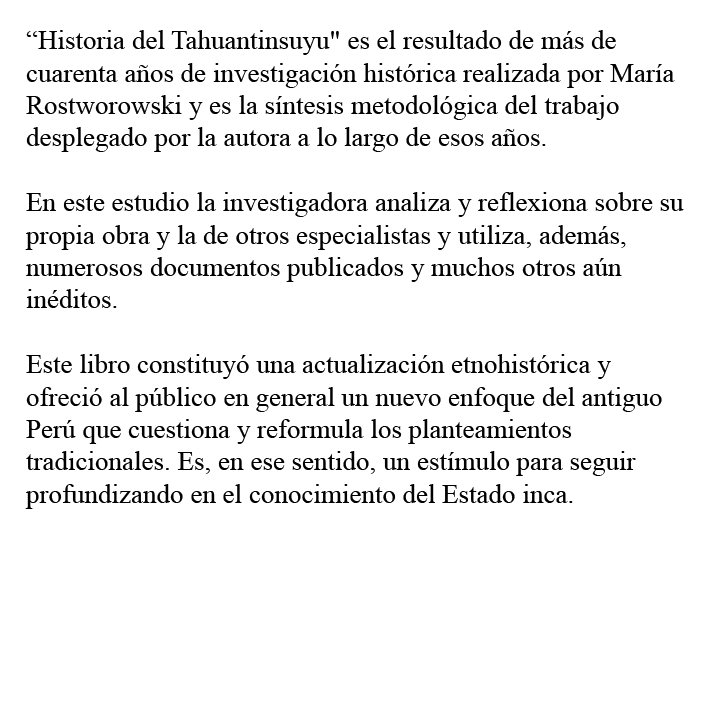 “Historia del Tahuantinsuyu" es el resultado de más de
cuarenta años de investigación histórica realizada por María
Rostworowski y es la síntesis metodológica del trabajo
desplegado por la autora a lo largo de esos años.
En este estudio la investigadora analiza y reflexiona sobre su
propia obra y la de otros especialistas y utiliza, además,
numerosos documentos publicados y muchos otros aún
inéditos.
Este libro constituyó una actualización etnohistórica y
ofreció al público en general un nuevo enfoque del antiguo
Perú que cuestiona y reformula los planteamientos
tradicionales. Es, en ese sentido, un estímulo para seguir
profundizando en el conocimiento del Estado inca.